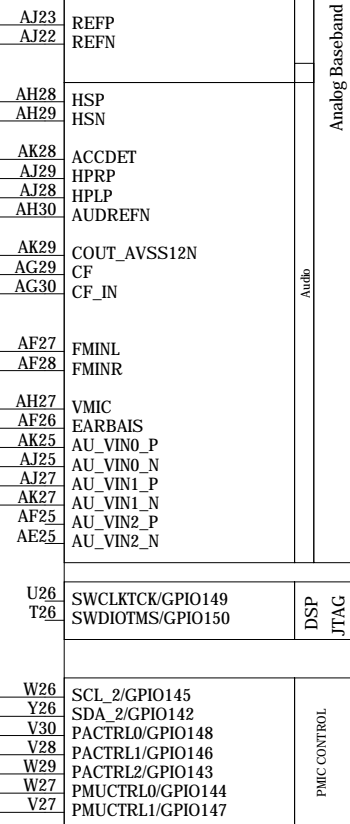 AJ23 REFP
AJ22 REFN
Analog Baseband
AH28 HSP
AH29 HSN
AK28 ACCDET
AJ29 HPRP
AJ28 HPLP
AH30 AUDREFN
AK29 COUT_AVSS12N
AG29 CF
AG30 CF_IN
Audio
AF27 FMINL
AF28 FMINR
AH27 VMIC
AF26 EARBAIS
AK25 AU_VIN0_P
AJ25 AU_VIN0_N
AJ27 AU_VIN1_P
AK27 AU_VIN1_N
AF25 AU_VIN2_P
AE25 AU_VIN2_N
U26 SWCLKTCK/GPIO149
T26 SWDIOTMS/GPIO150
DSP
JTAG
W26 SCL_2/GPIO145
Y26 SDA_2/GPIO142
V30 PACTRL0/GPIO148
V28 PACTRL1/GPIO146
W29 PACTRL2/GPIO143
W27 PMUCTRL0/GPIO144
V27 PMUCTRL1/GPIO147
PMIC CONTROL